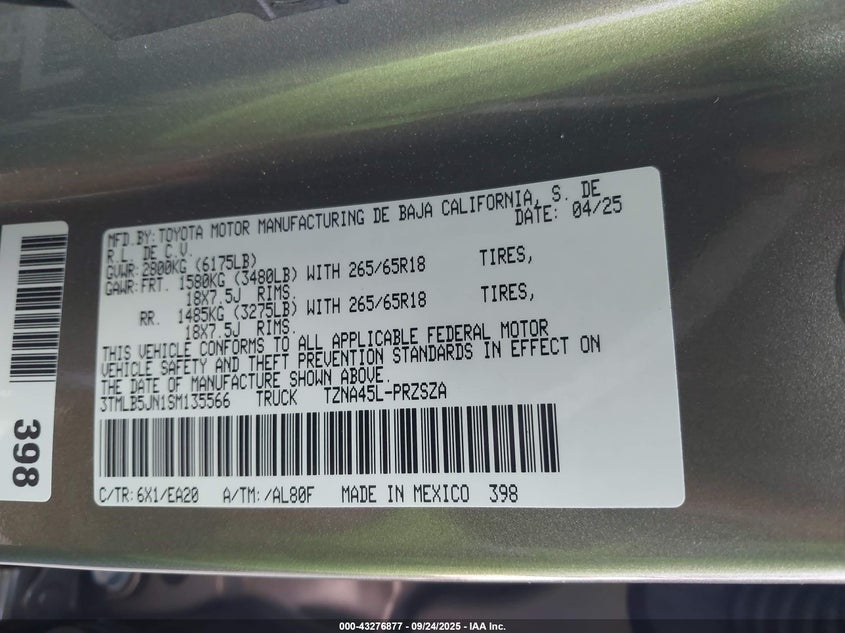 MFD.BY:TOYOTA MOTOR MANUFACTURING DE BAJA CALIFORNIA, S. DE
R.L. DE C.V. DATE: 04/25
GVWR:2800KG (6175LB)
GAWR:FRT. 1580KG (3480LB) WITH 265/65R18 TIRES,
18X7.5J RIMS.
RR. 1485KG (3275LB) WITH 265/65R18 TIRES,
18X7.5J RIMS.
THIS VEHICLE CONFORMS TO ALL APPLICABLE FEDERAL MOTOR
VEHICLE SAFETY AND THEFT PREVENTION STANDARDS IN EFFECT ON
THE DATE OF MANUFACTURE SHOWN ABOVE.
3TMLB5JN1SM135566 TRUCK TZNA45L-PRZSZA
C/TR:6X1/EA20 A/TM:/AL80F MADE IN MEXICO 398
398
000-43276877 - 09/24/2025 - IAA Inc.